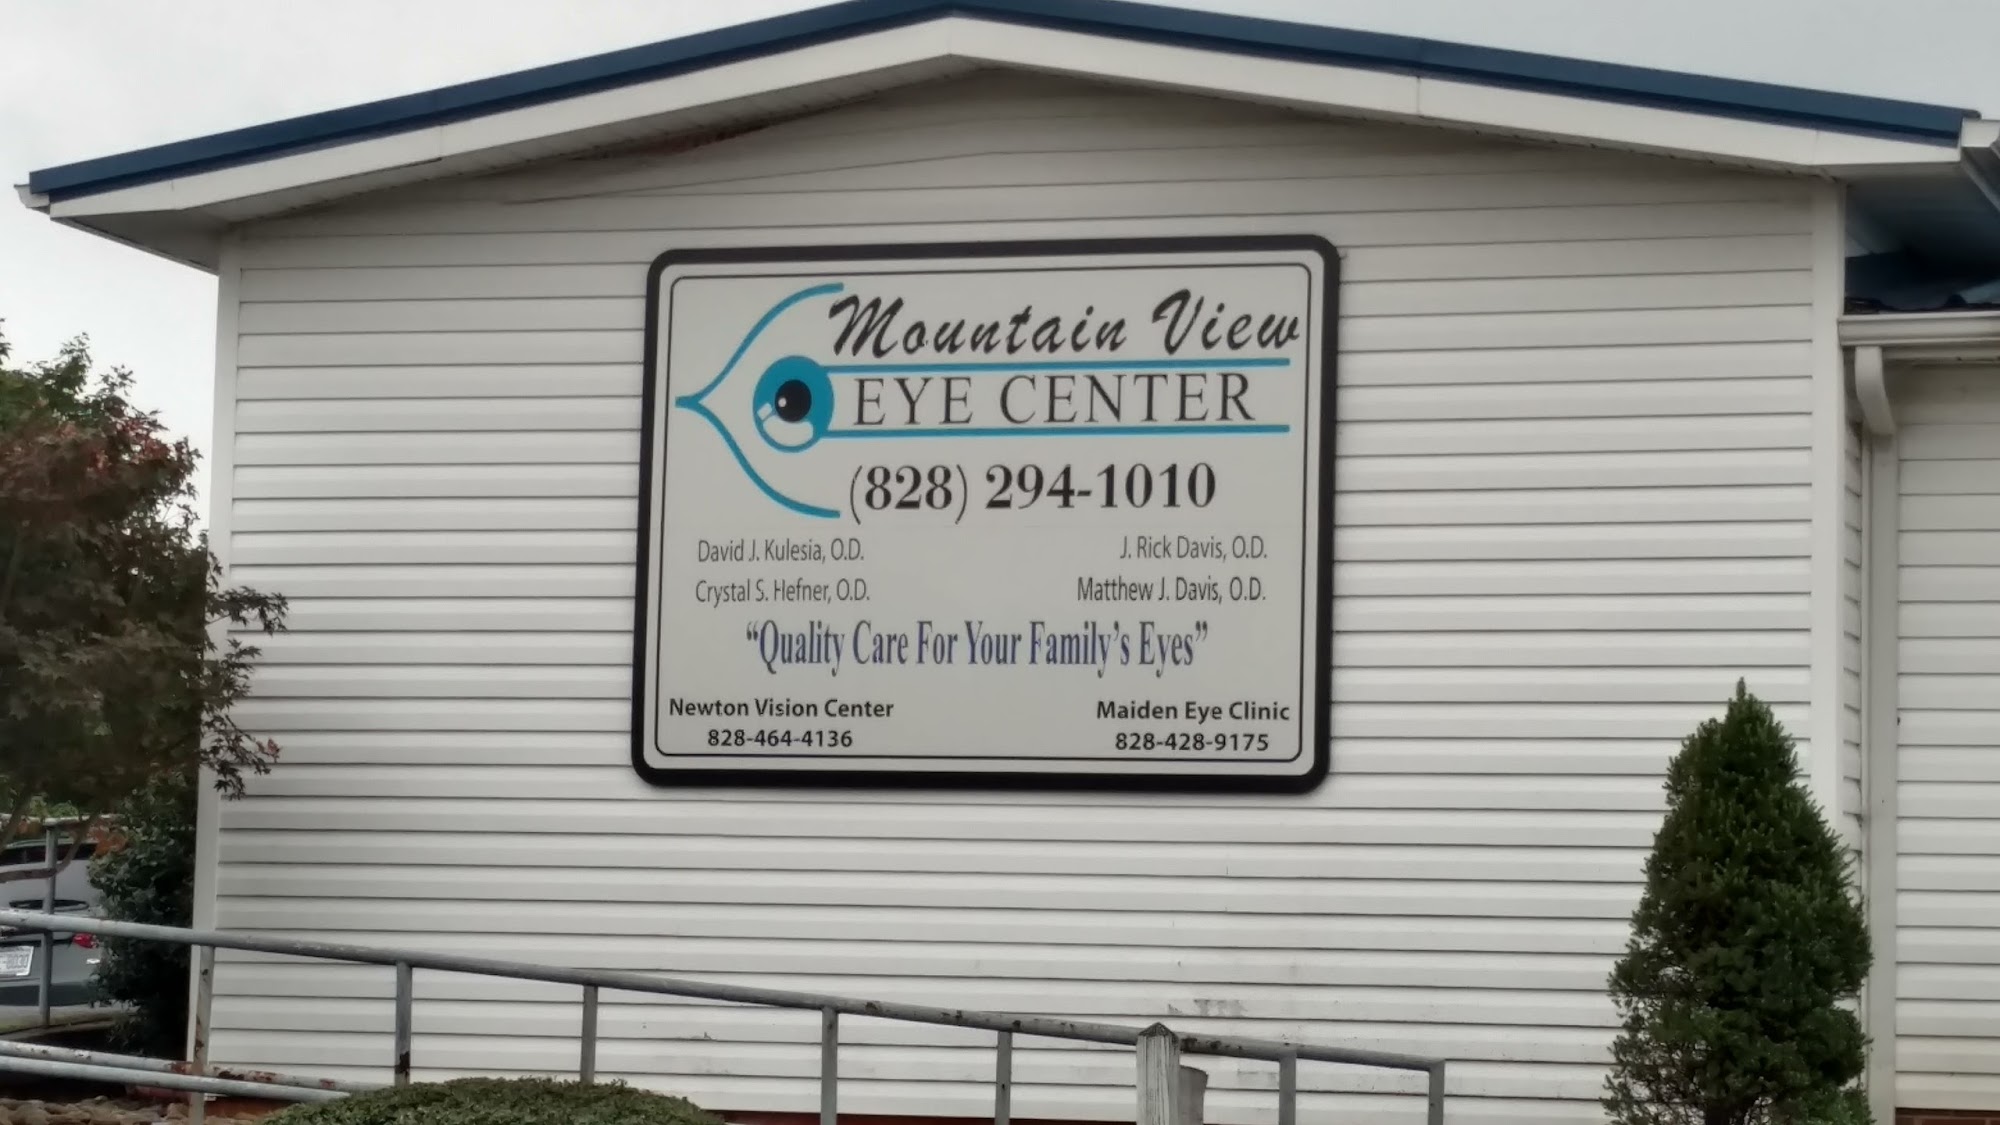 Mountain View
EYE CENTER
(828) 294-1010
David J. Kulesia, O.D.
J. Rick Davis, O.D.
Crystal S. Hefner, O.D.
Matthew J. Davis, O.D.
“Quality Care For Your Family’s Eyes”
Newton Vision Center
828-464-4136
Maiden Eye Clinic
828-428-9175